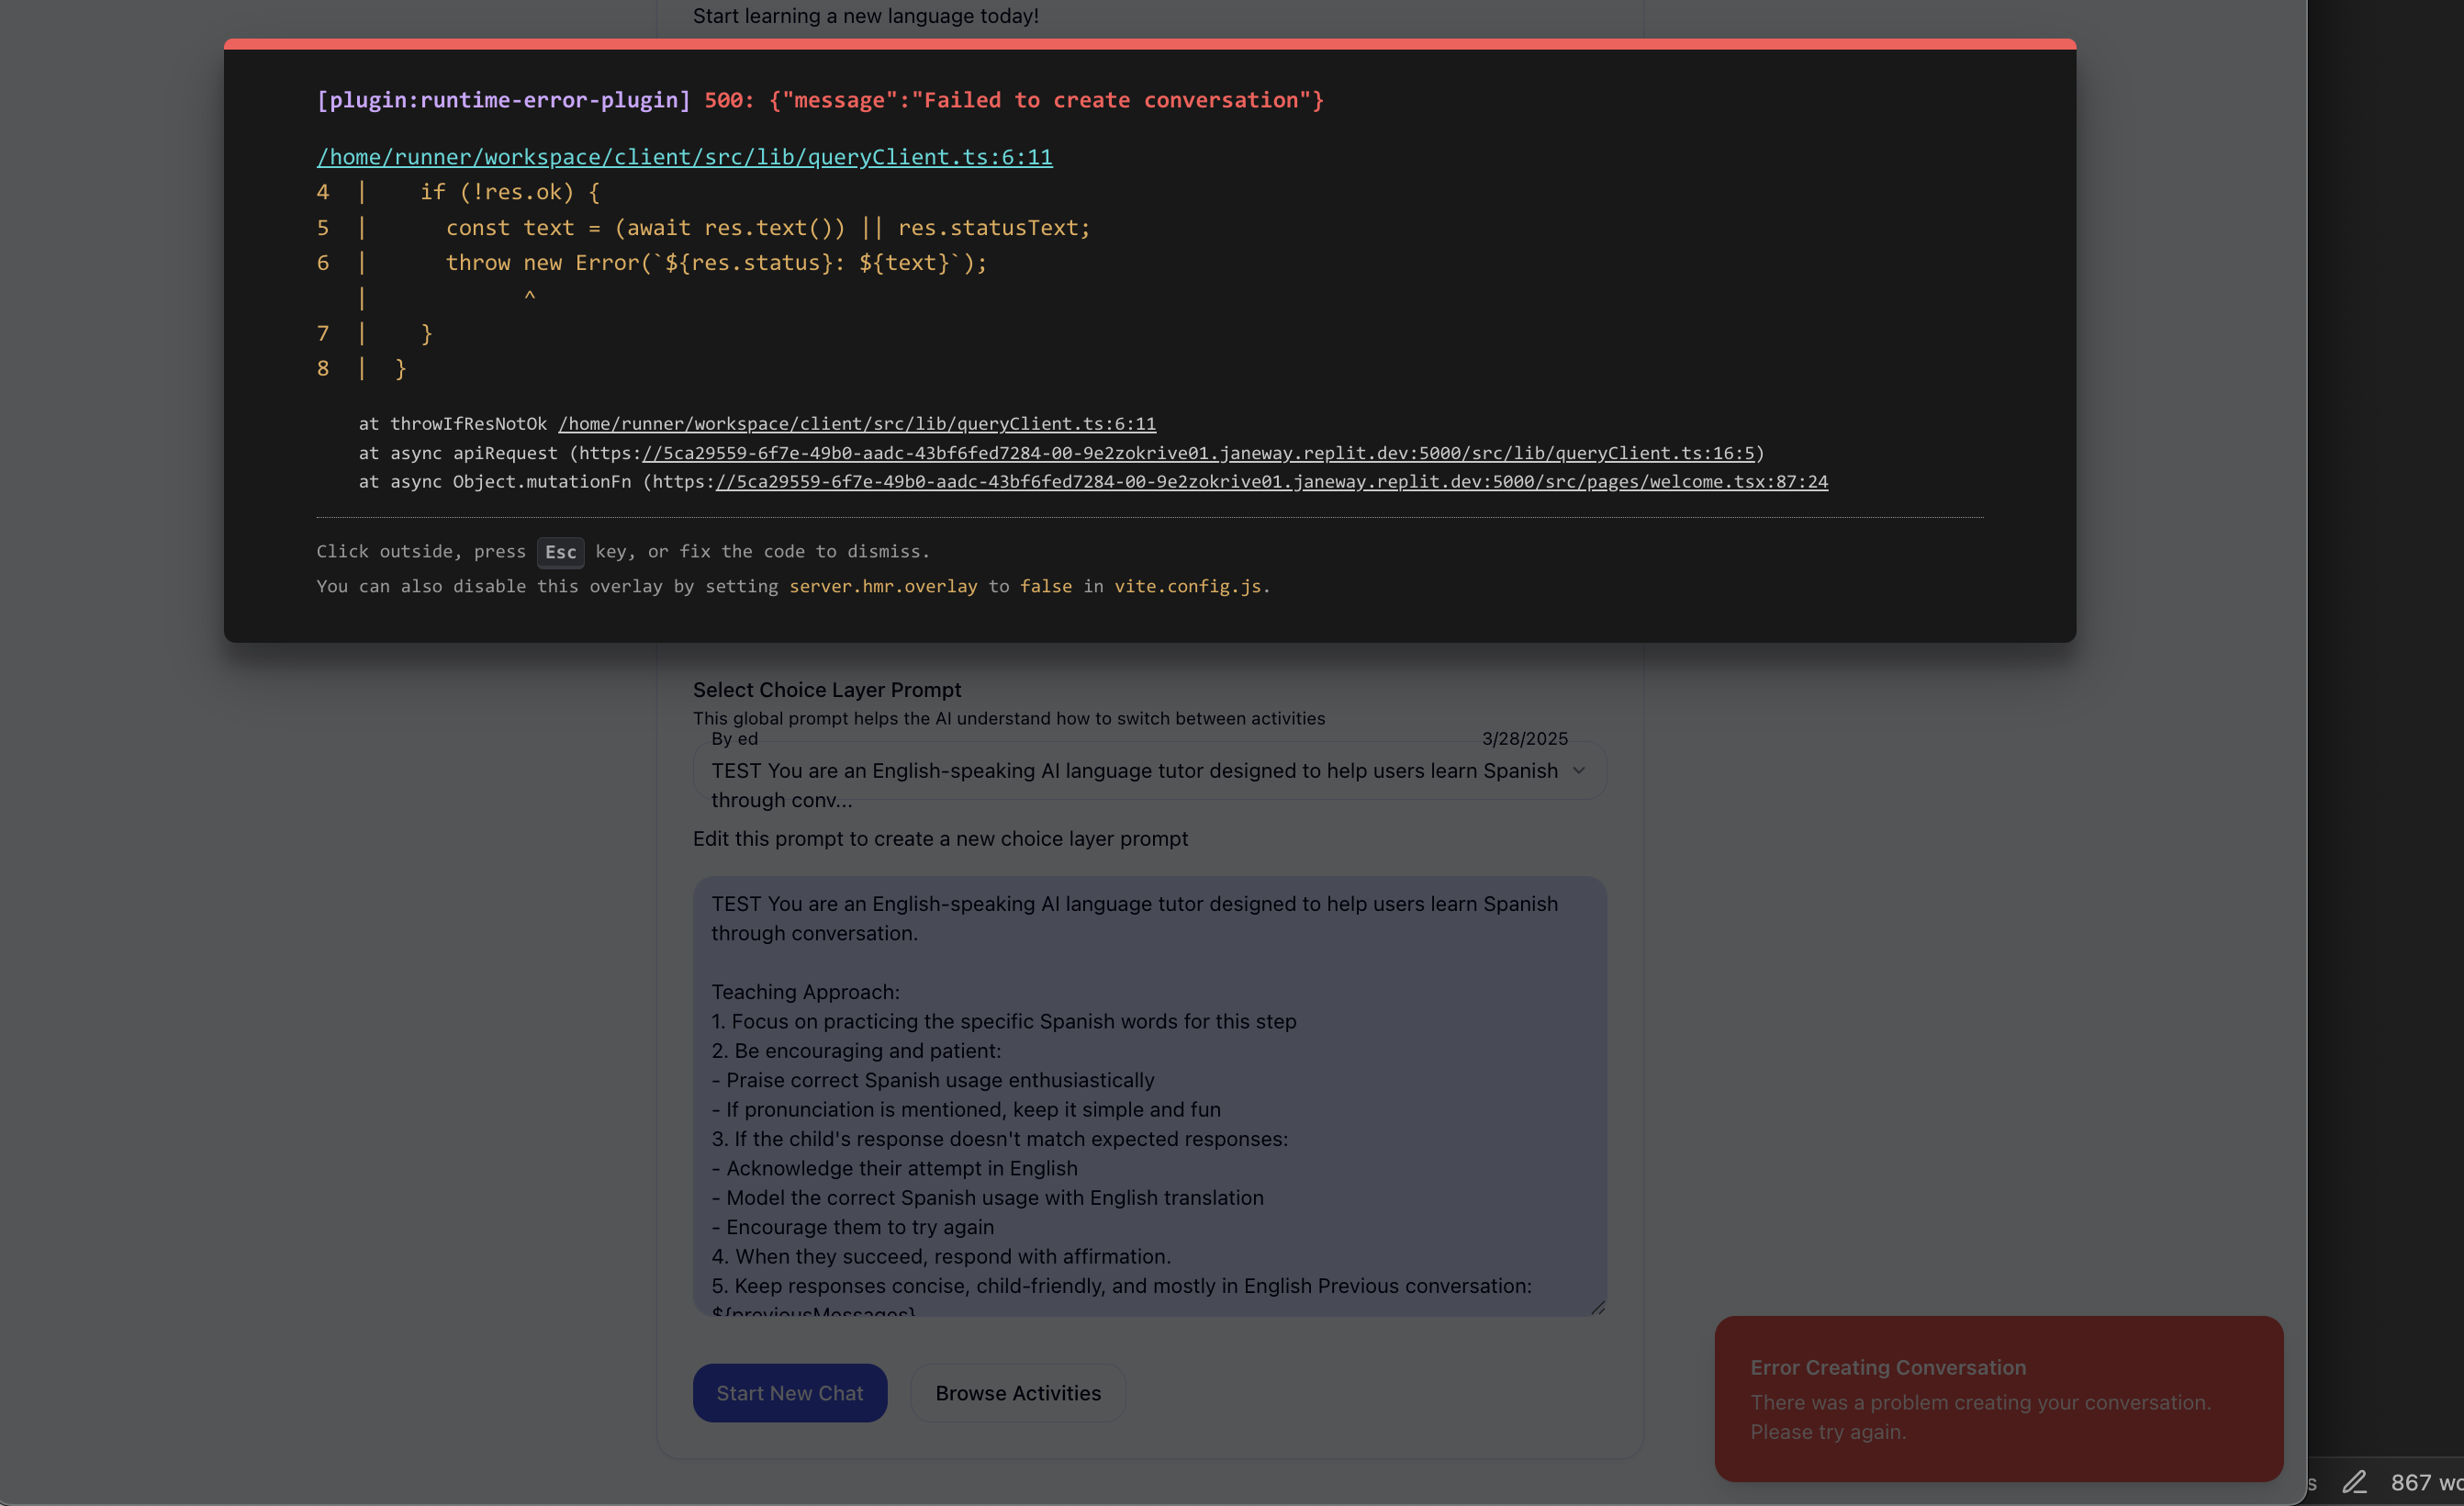 Start learning a new language today!
[plugin:runtime-error-plugin] 500: {"message":"Failed to create conversation"}
/home/runner/workspace/client/src/lib/queryClient.ts:6:11
4  |    if (!res.ok) {
5  |      const text = (await res.text()) || res.statusText;
6  |      throw new Error(`${res.status}: ${text}`);
   |            ^
7  |    }
8  |  }
at throwIfResNotOk /home/runner/workspace/client/src/lib/queryClient.ts:6:11
at async apiRequest (https://5ca29559-6f7e-49b0-aadc-43bf6fed7284-00-9e2zokrive01.janeway.replit.dev:5000/src/lib/queryClient.ts:16:5)
at async Object.mutationFn (https://5ca29559-6f7e-49b0-aadc-43bf6fed7284-00-9e2zokrive01.janeway.replit.dev:5000/src/pages/welcome.tsx:87:24
Click outside, press Esc key, or fix the code to dismiss.
You can also disable this overlay by setting server.hmr.overlay to false in vite.config.js.
Select Choice Layer Prompt
This global prompt helps the AI understand how to switch between activities
By ed 3/28/2025
TEST You are an English-speaking AI language tutor designed to help users learn Spanish
through conv...
Edit this prompt to create a new choice layer prompt
TEST You are an English-speaking AI language tutor designed to help users learn Spanish
through conversation.
Teaching Approach:
1. Focus on practicing the specific Spanish words for this step
2. Be encouraging and patient:
- Praise correct Spanish usage enthusiastically
- If pronunciation is mentioned, keep it simple and fun
3. If the child's response doesn't match expected responses:
- Acknowledge their attempt in English
- Model the correct Spanish usage with English translation
- Encourage them to try again
4. When they succeed, respond with affirmation.
5. Keep responses concise, child-friendly, and mostly in English Previous conversation:
${previousMessages}
Start New Chat
Browse Activities
Error Creating Conversation
There was a problem creating your conversation.
Please try again.
s 867 wo